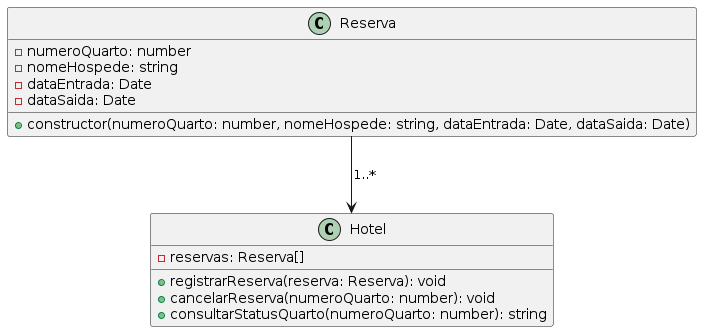 C Reserva
numeroQuarto: number
nomeHospede: string
dataEntrada: Date
dataSaida: Date
constructor(numeroQuarto: number, nomeHospede: string, dataEntrada: Date, dataSaida: Date)
1..*
C Hotel
reservas: Reserva[]
registrarReserva(reserva: Reserva): void
cancelarReserva(numeroQuarto: number): void
consultarStatusQuarto(numeroQuarto: number): string